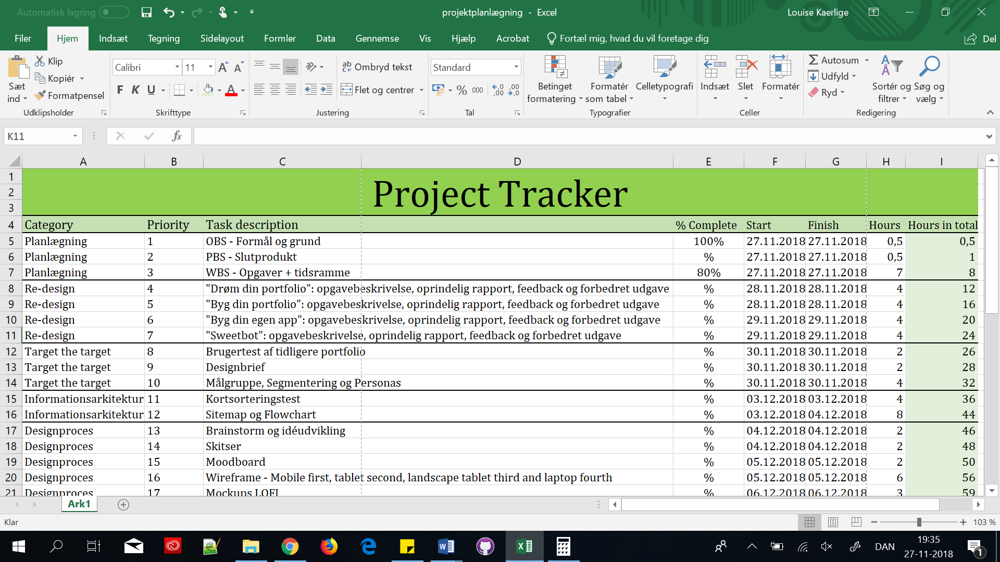 Automatisk lagring
projektplanlægning - Excel
Louise Kaerlige
Filer Hjem Indsæt Tegning Sidelayout Formler Data Gennemse Vis Hjælp Acrobat Fortæl mig, hvad du vil foretage dig Del
Sæt ind
Klip
Kopiér
Formatpensel
Udklipsholder
Calibri 11
F K U
Skrifttype
Ombryd tekst
Flet og centrer
Justering
Standard
% 000
Tal
Betinget formatering
Formatér som tabel
Celletypografi
Typografier
Indsæt Slet Formatér
Celler
Autosum
Udfyld
Ryd
Sortér og filtrer
Søg og vælg
Redigering
K11
fx
A B C D E F G H I
1
2 Project Tracker
3
4 Category Priority Task description % Complete Start Finish Hours Hours in total
5 Planlægning 1 OBS - Formål og grund 100% 27.11.2018 27.11.2018 0,5 0,5
6 Planlægning 2 PBS - Slutprodukt % 27.11.2018 27.11.2018 0,5 1
7 Planlægning 3 WBS - Opgaver + tidsramme 80% 27.11.2018 27.11.2018 7 8
8 Re-design 4 "Drøm din portfolio": opgavebeskrivelse, oprindelig rapport, feedback og forbedret udgave % 28.11.2018 28.11.2018 4 12
9 Re-design 5 "Byg din portfolio": opgavebeskrivelse, oprindelig rapport, feedback og forbedret udgave % 28.11.2018 28.11.2018 4 16
10 Re-design 6 "Byg din egen app": opgavebeskrivelse, oprindelig rapport, feedback og forbedret udgave % 29.11.2018 29.11.2018 4 20
11 Re-design 7 "Sweetbot": opgavebeskrivelse, oprindelig rapport, feedback og forbedret udgave % 29.11.2018 29.11.2018 4 24
12 Target the target 8 Brugertest af tidligere portfolio % 30.11.2018 30.11.2018 2 26
13 Target the target 9 Designbrief % 30.11.2018 30.11.2018 2 28
14 Target the target 10 Målgruppe, Segmentering og Personas % 30.11.2018 30.11.2018 4 32
15 Informationsarkitektur 11 Kortsorteringstest % 03.12.2018 03.12.2018 4 36
16 Informationsarkitektur 12 Sitemap og Flowchart % 03.12.2018 04.12.2018 8 44
17 Designproces 13 Brainstorm og idéudvikling % 04.12.2018 04.12.2018 2 46
18 Designproces 14 Skitser % 04.12.2018 04.12.2018 2 48
19 Designproces 15 Moodboard % 05.12.2018 05.12.2018 2 50
20 Designproces 16 Wireframe - Mobile first, tablet second, landscape tablet third and laptop fourth % 05.12.2018 05.12.2018 6 56
21 Designproces 17 Mockups LOFI % 06.12.2018 06.12.2018 3 59
Ark1
Klar
103 %
DAN
19:35
27-11-2018
1